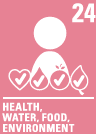 24
HEALTH,
WATER, FOOD,
ENVIRONMENT